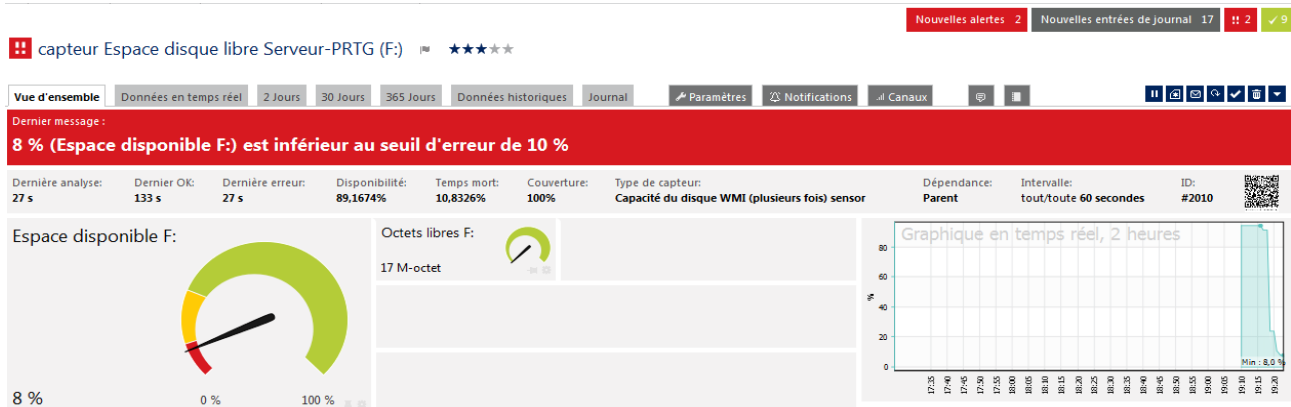 Nouvelles alertes 2 Nouvelles entrées de journal 17 !! 2 ✓ 9
!! capteur Espace disque libre Serveur-PRTG (F:)
Vue d'ensemble Données en temps réel 2 Jours 30 Jours 365 Jours Données historiques Journal Paramètres Notifications Canaux
Dernier message :
8 % (Espace disponible F:) est inférieur au seuil d'erreur de 10 %
Dernière analyse: Dernier OK: Dernière erreur: Disponibilité: Temps mort: Couverture: Type de capteur: Dépendance: Intervalle: ID:
27 s 133 s 27 s 89,1674% 10,8326% 100% Capacité du disque WMI (plusieurs fois) sensor Parent tout/toute 60 secondes #2010
Espace disponible F:
8 %
0 % 100 %
Octets libres F:
17 M-octet
Graphique en temps réel, 2 heures
%
80
60
40
20
0
Min : 8,0 %
17:35 17:40 17:45 17:50 17:55 18:00 18:05 18:10 18:15 18:20 18:25 18:30 18:35 18:40 18:45 18:50 18:55 19:00 19:05 19:10 19:15 19:20